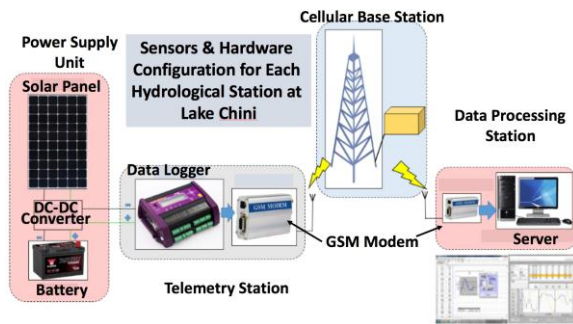 Cellular Base Station
Power Supply
Unit
Sensors & Hardware
Configuration for Each
Hydrological Station at
Lake Chini
Solar Panel
Data Processing
Station
Data Logger
DC-DC
Converter
GSM MODEM
GSM Modem
Server
Battery
Telemetry Station